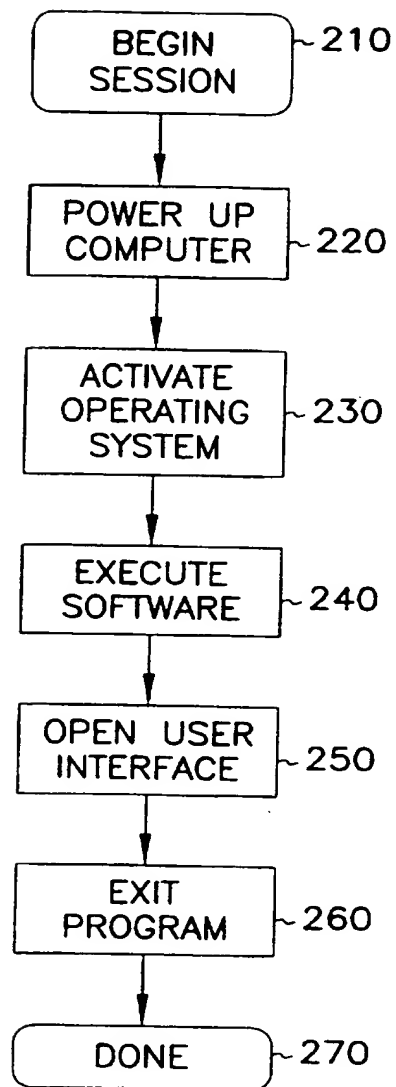 BEGIN
SESSION
210
POWER UP
COMPUTER
220
ACTIVATE
OPERATING
SYSTEM
230
EXECUTE
SOFTWARE
240
OPEN USER
INTERFACE
250
EXIT
PROGRAM
260
DONE
270